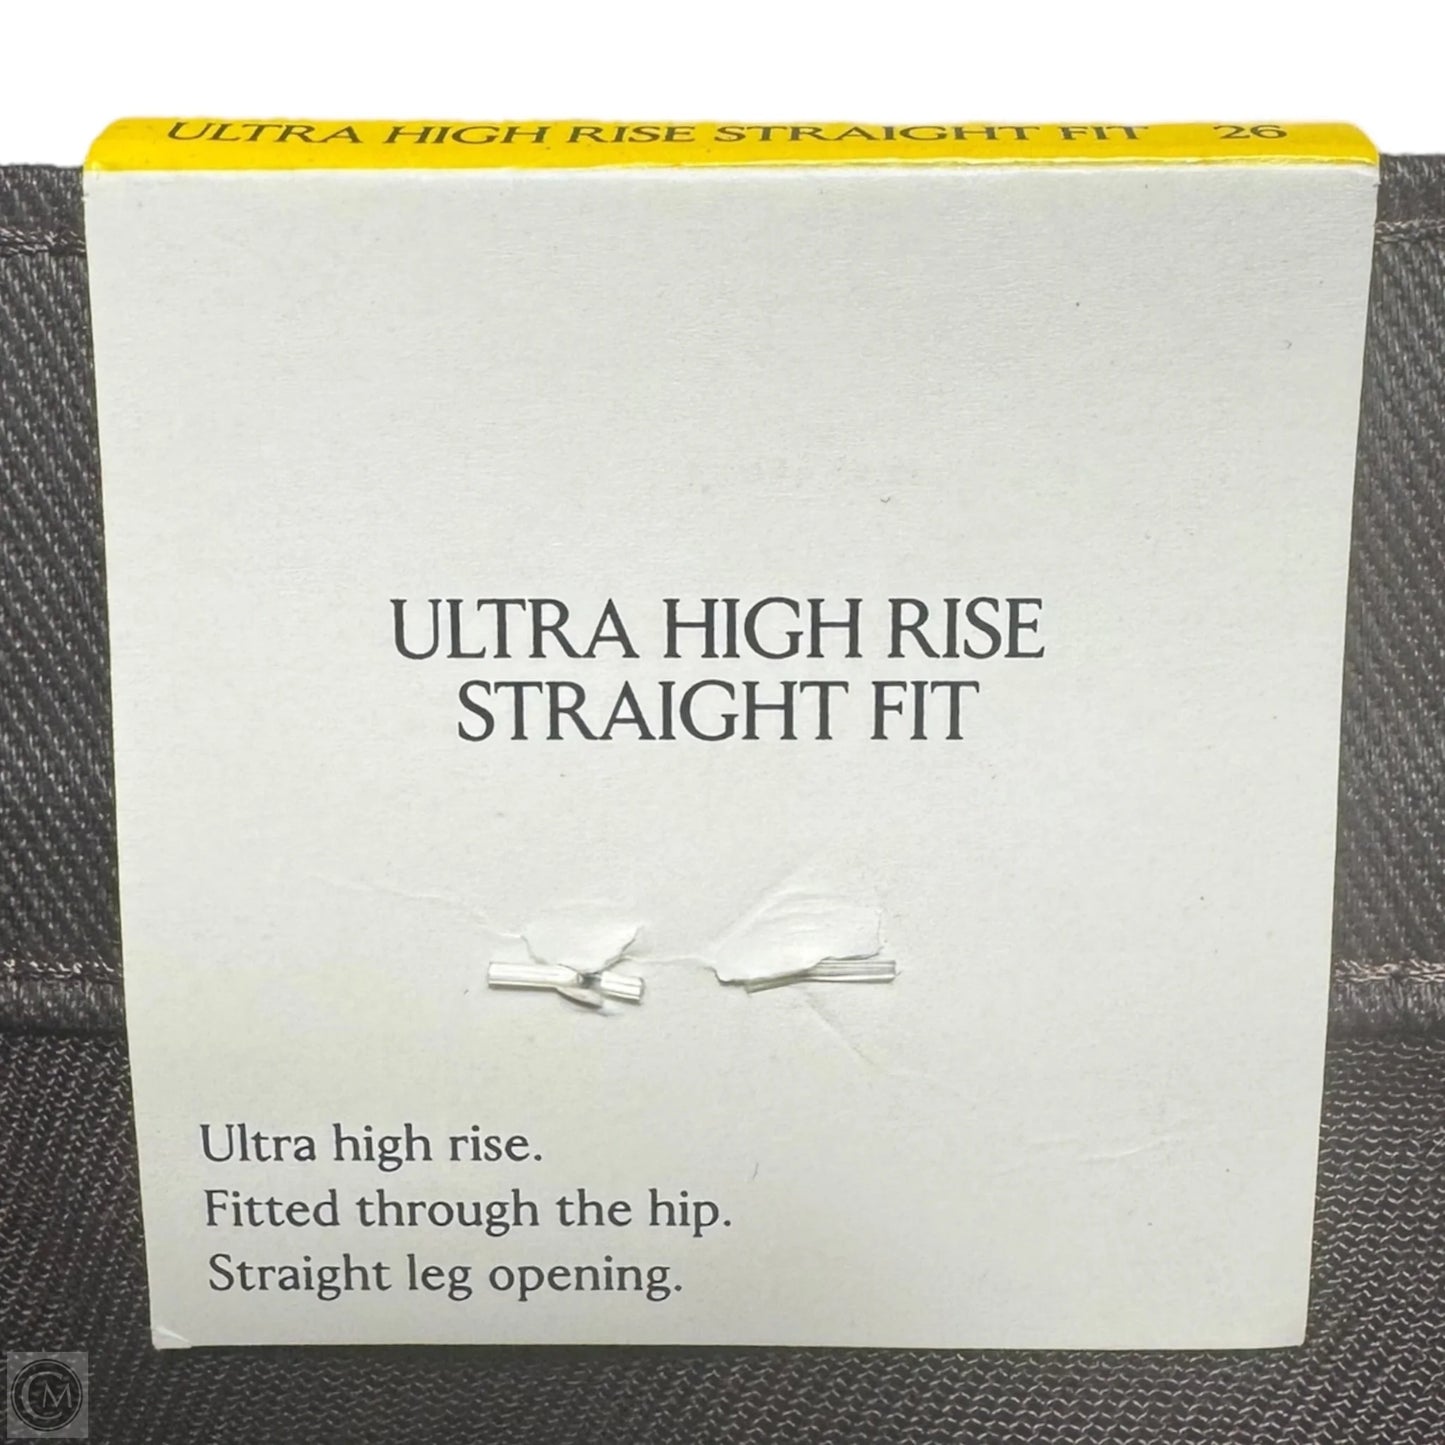 ULTRA HIGH RISE STRAIGHT FIT 26
ULTRA HIGH RISE
STRAIGHT FIT
Ultra high rise.
Fitted through the hip.
Straight leg opening.